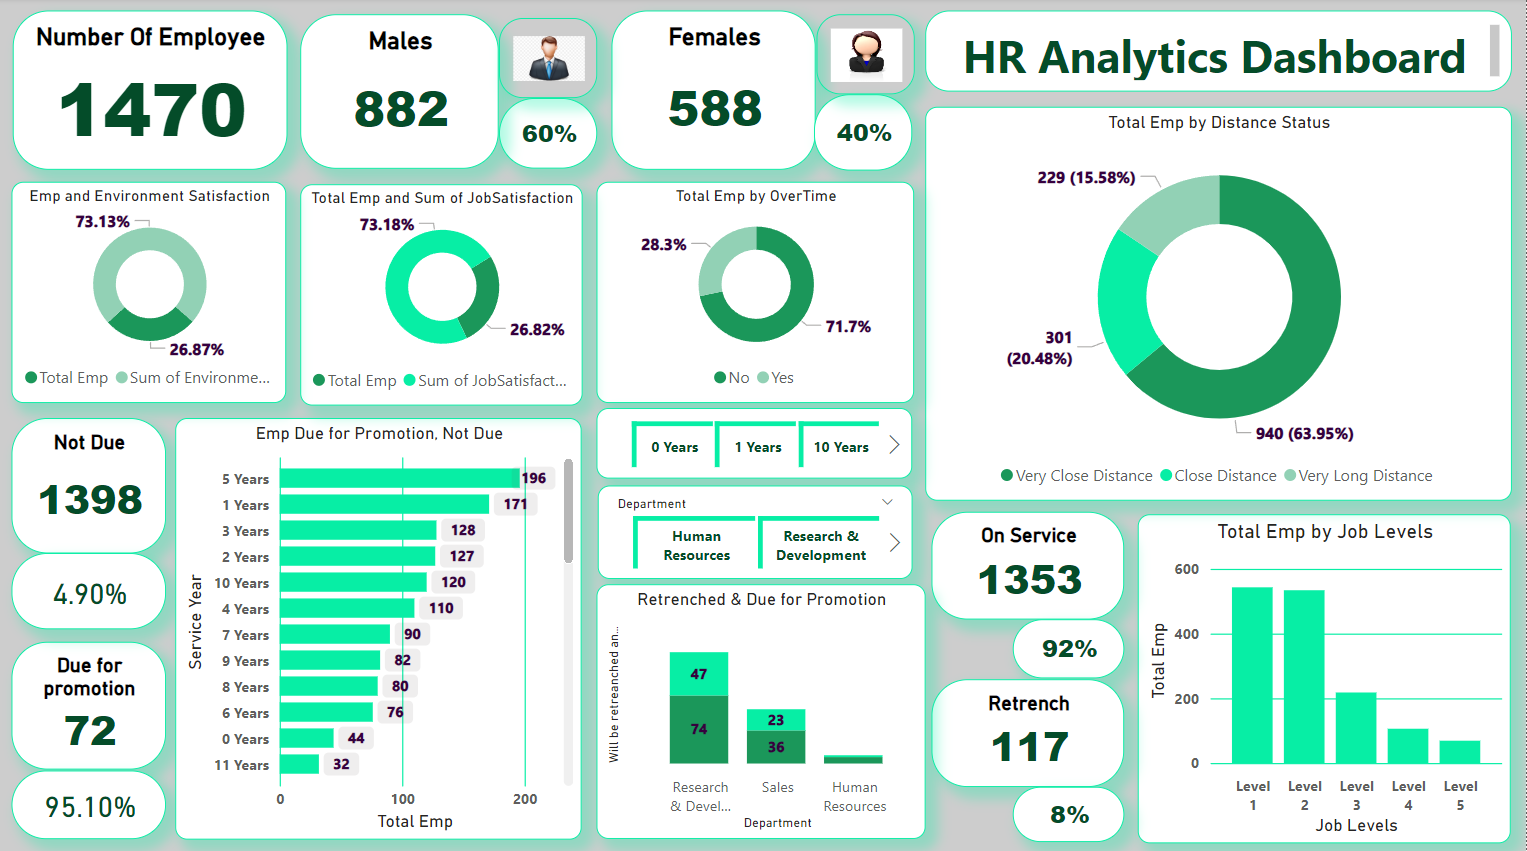 Number Of Employee
1470
Males
882
60%
Females
588
40%
HR Analytics Dashboard
Emp and Environment Satisfaction
73.13%
26.87%
Total Emp Sum of Environme...
Total Emp and Sum of JobSatisfaction
73.18%
26.82%
Total Emp Sum of JobSatisfact...
Total Emp by OverTime
28.3%
71.7%
No Yes
Total Emp by Distance Status
229 (15.58%)
301
(20.48%)
940 (63.95%)
Very Close Distance Close Distance Very Long Distance
Not Due
1398
4.90%
Due for
promotion
72
95.10%
Emp Due for Promotion, Not Due
Service Year
5 Years 196
1 Years 171
3 Years 128
2 Years 127
10 Years 120
4 Years 110
7 Years 90
9 Years 82
8 Years 80
6 Years 76
0 Years 44
11 Years 32
0 100 200
Total Emp
0 Years 1 Years 10 Years
Department
Human
Resources
Research &
Development
Retrenched & Due for Promotion
Will be retreanched an...
47
74
23
36
Research
& Devel...
Sales
Human
Resources
Department
On Service
1353
92%
Retrench
117
8%
Total Emp by Job Levels
Total Emp
600
400
200
0
Level
1
Level
2
Level
3
Level
4
Level
5
Job Levels